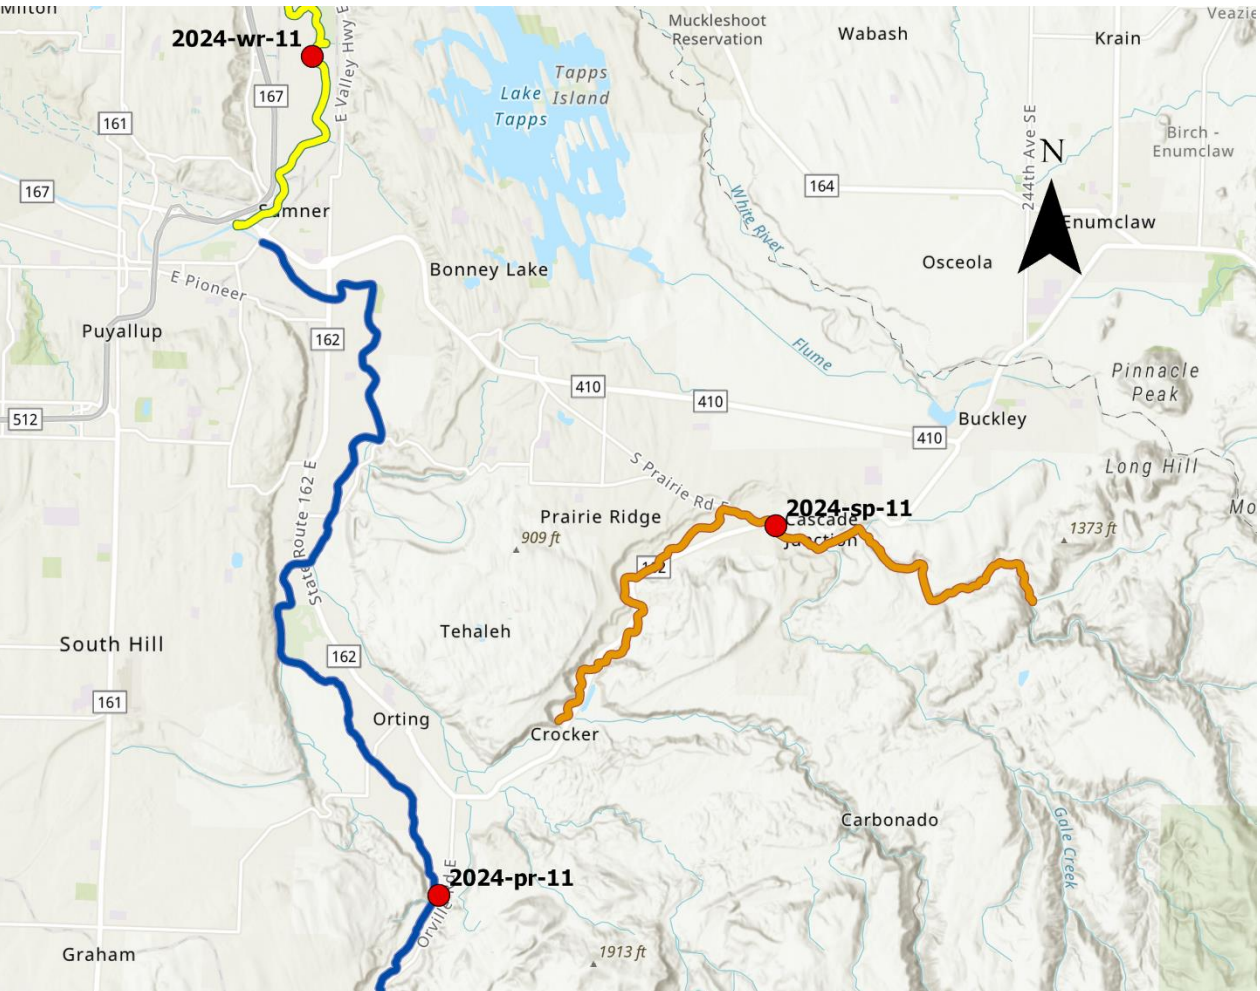 Milton
Muckleshoot
Reservation
Wabash
Krain
Veazie
2024-wr-11
E Valley Hwy E
Tapps
Island
Lake
Tapps
167
161
Birch -
Enumclaw
244th Ave SE
N
167
164
White River
Sumner
Enumclaw
Osceola
Bonney Lake
E Pioneer
Puyallup
162
Flume
Pinnacle
Peak
410
410
512
Buckley
410
Long Hill
S Prairie Rd E
2024-sp-11
Mo
Prairie Ridge
Cascade
Junction
909 ft
1373 ft
State Route 162 E
162
Tehaleh
South Hill
162
161
Orting
Crocker
Carbonado
Gale Creek
2024-pr-11
Orville Rd E
Graham
1913 ft